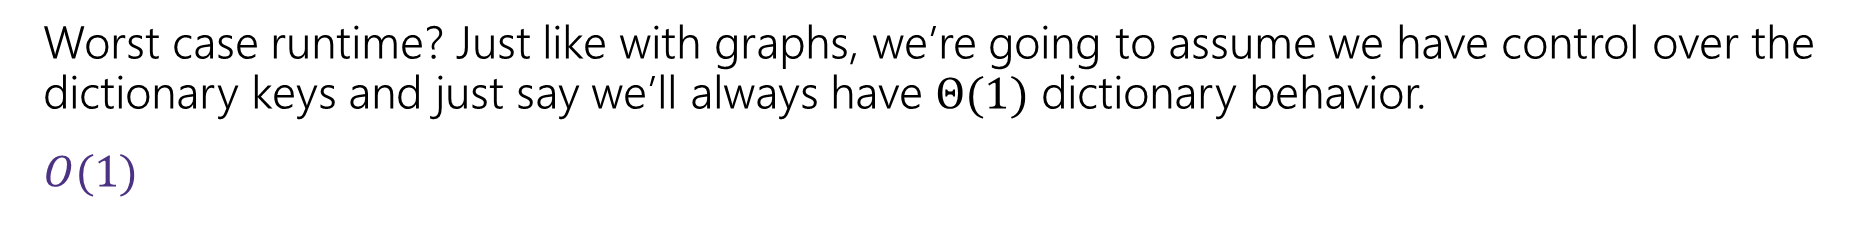 Worst case runtime? Just like with graphs, we’re going to assume we have control over the
dictionary keys and just say we’ll always have Θ(1) dictionary behavior.
O(1)